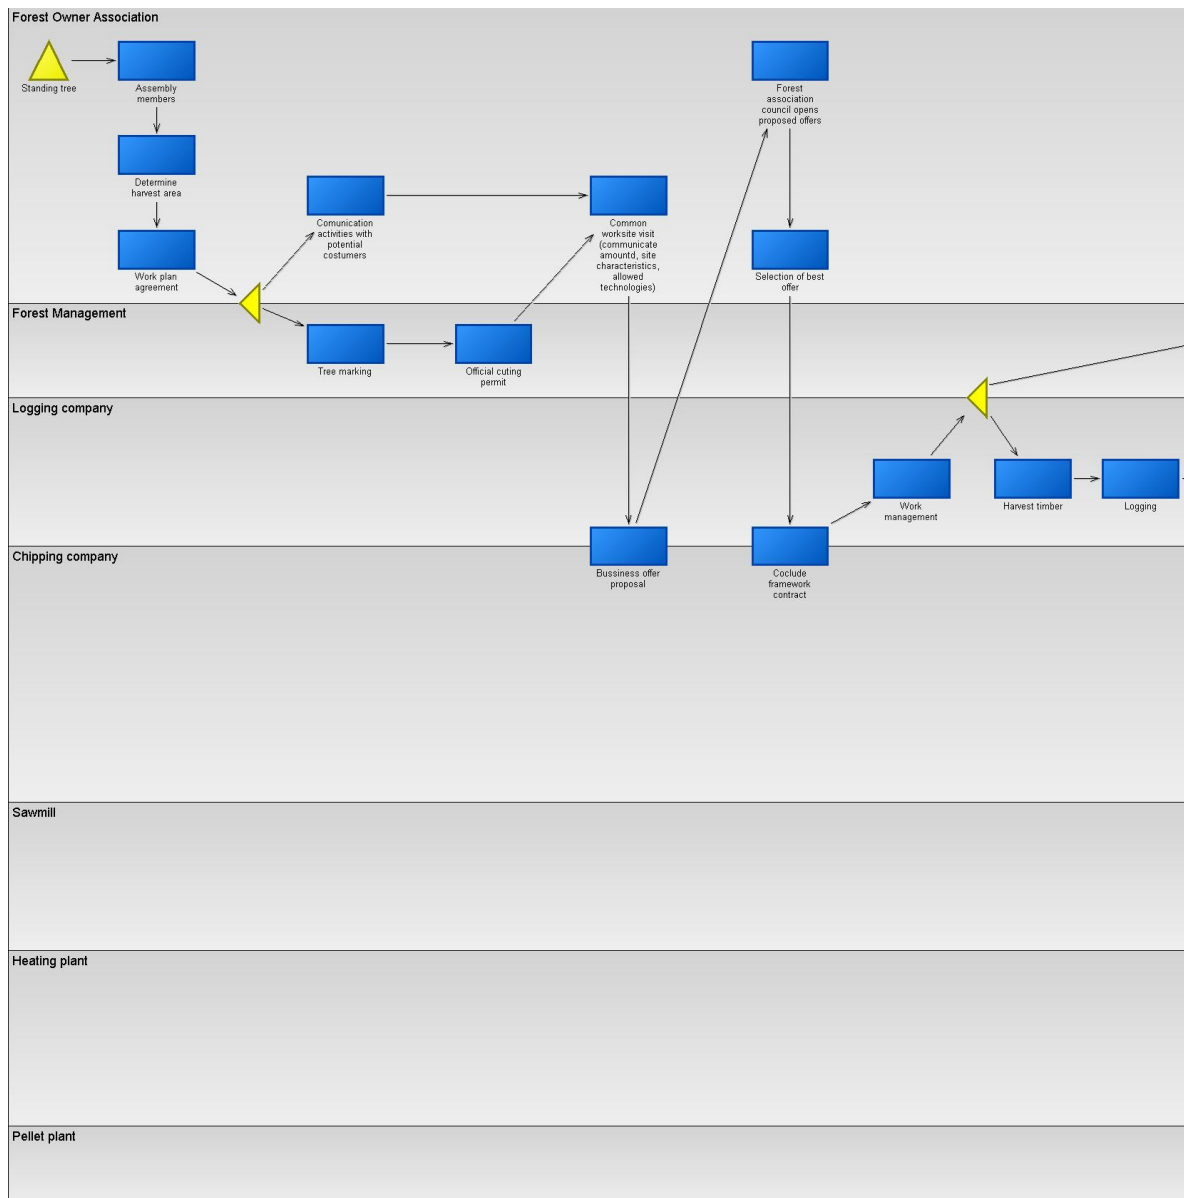 Forest Owner Association
Standing tree
Assembly
members
Determine
harvest area
Work plan
agreement
Comunication
activities with
potential
costumers
Common
worksite visit
(communicate
amountd, site
characteristics,
allowed
technologies)
Forest
association
council opens
proposed offers
Selection of best
offer
Forest Management
Tree marking
Official cuting
permit
Logging company
Work
management
Harvest timber
Logging
Chipping company
Bussiness offer
proposal
Coclude
framework
contract
Sawmill
Heating plant
Pellet plant